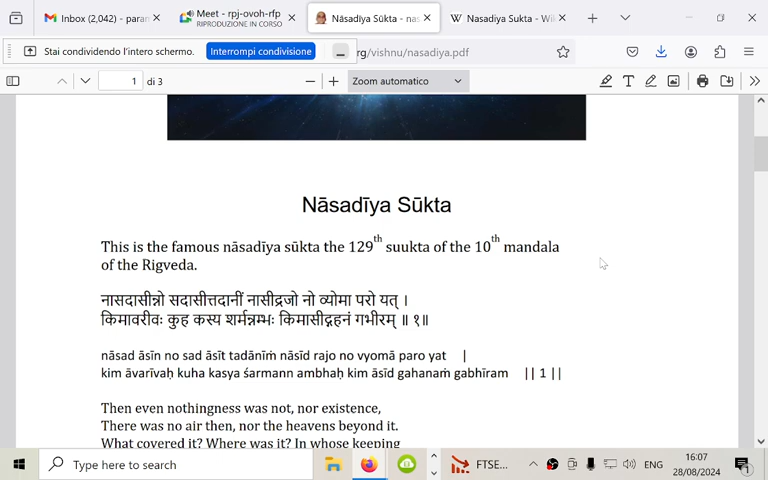 Inbox (2,042) - paran
Meet - rpj-ovoh-rfp
RIPRODUZIONE IN CORSO
Nāsadīya Sūkta - nas
Nasadiya Sukta - Wi
Stai condividendo l'intero schermo.
Interrompi condivisione
rg/vishnu/nasadiya.pdf
1
di 3
Zoom automatico
Nāsadīya Sūkta
This is the famous nāsadīya sūkta the 129th suukta of the 10th mandala
of the Rigveda.
नासदासीन्नो सदासीत्तदानीं नासीद्रजो नो व्योमा परो यत् ।
किमावरीवः कुह कस्य शर्मन्नम्भः किमासीद्गहनं गभीरम् ॥ १॥
nāsad āsīn no sad āsīt tadānīṁ nāsīd rajo no vyomā paro yat |
kim āvarīvaḥ kuha kasya śarmann ambhaḥ kim āsīd gahanaṁ gabhīram || 1 ||
Then even nothingness was not, nor existence,
There was no air then, nor the heavens beyond it.
What covered it? Where was it? In whose keeping
Type here to search
FTSE...
ENG
16:07
28/08/2024
1